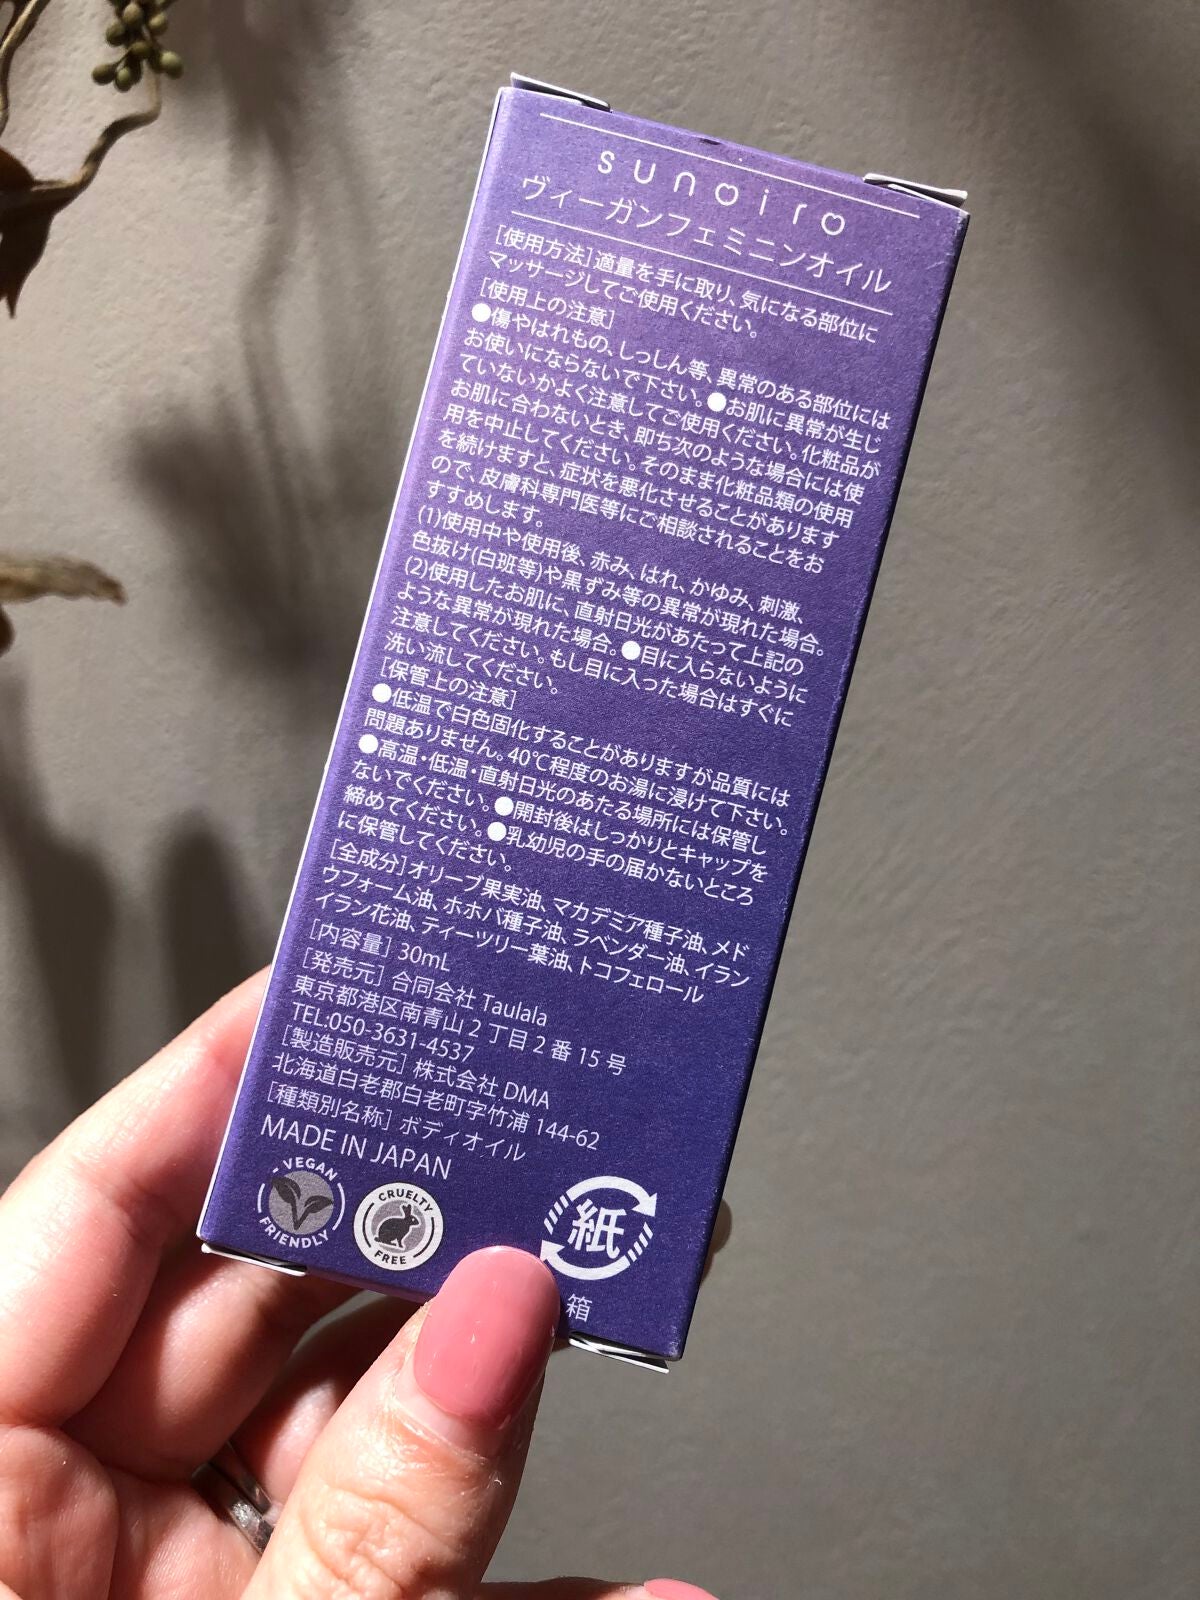 sunoiro
ヴィーガンフェミニンオイル
[使用方法]適量を手に取り、気になる部位に
マッサージしてご使用ください。
[使用上の注意]
●傷やはれもの、しっしん等、異常のある部位には
お使いにならないで下さい。●お肌に異常が生じ
ていないかよく注意してご使用ください。化粧品が
お肌に合わないとき、即ち次のような場合には使
用を中止してください。そのまま化粧品類の使用
を続けますと、症状を悪化させることがあります
ので、皮膚科専門医等にご相談されることをお
すすめします。
(1)使用中や使用後、赤み、はれ、かゆみ、刺激、
色抜け(白斑等)や黒ずみ等の異常が現れた場合。
(2)使用したお肌に、直射日光があたって上記の
ような異常が現れた場合。●目に入らないように
注意してください。もし目に入った場合はすぐに
洗い流してください。
[保管上の注意]
●低温で白色固化することがありますが品質には
問題ありません。40℃程度のお湯に浸けて下さい。
●高温・低温・直射日光のあたる場所には保管し
ないでください。●開封後はしっかりとキャップを
締めてください。●乳幼児の手の届かないところ
に保管してください。
[全成分]オリーブ果実油、マカデミア種子油、メド
ウフォーム油、ホホバ種子油、ラベンダー油、イラン
イラン花油、ティーツリー葉油、トコフェロール
[内容量] 30mL
[発売元] 合同会社 Taulala
東京都港区南青山 2 丁目 2 番 15 号
TEL:050-3631-4537
[製造販売元] 株式会社 DMA
北海道白老郡白老町字竹浦 144-62
[種類別名称] ボディオイル
MADE IN JAPAN
VEGAN
FRIENDLY
CRUELTY
FREE
紙
箱